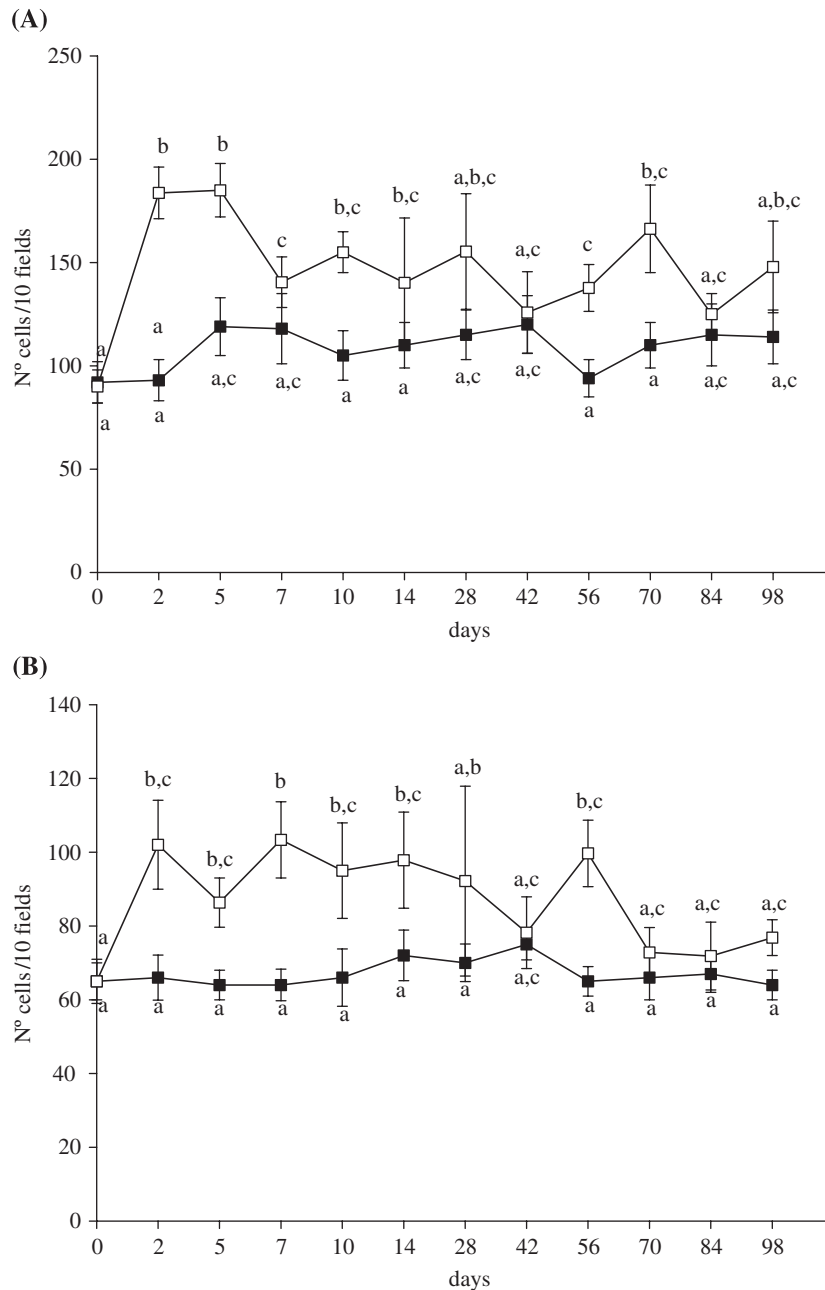 (A)
250
200
150
100
50
0
Nº cells/10 fields
b
b
c
b,c
b,c
a,b,c
a,c
c
b,c
a,c
a,b,c
a
a
a
a
a,c
a,c
a
a
a,c
a,c
a
a
a,c
a,c
0 2 5 7 10 14 28 42 56 70 84 98
days
(B)
140
120
100
80
60
40
20
0
Nº cells/10 fields
a
b,c
b,c
b
b,c
b,c
a,b
a,c
b,c
a,c
a,c
a,c
a
a
a
a
a
a
a
a,c
a
a
a
a
0 2 5 7 10 14 28 42 56 70 84 98
days